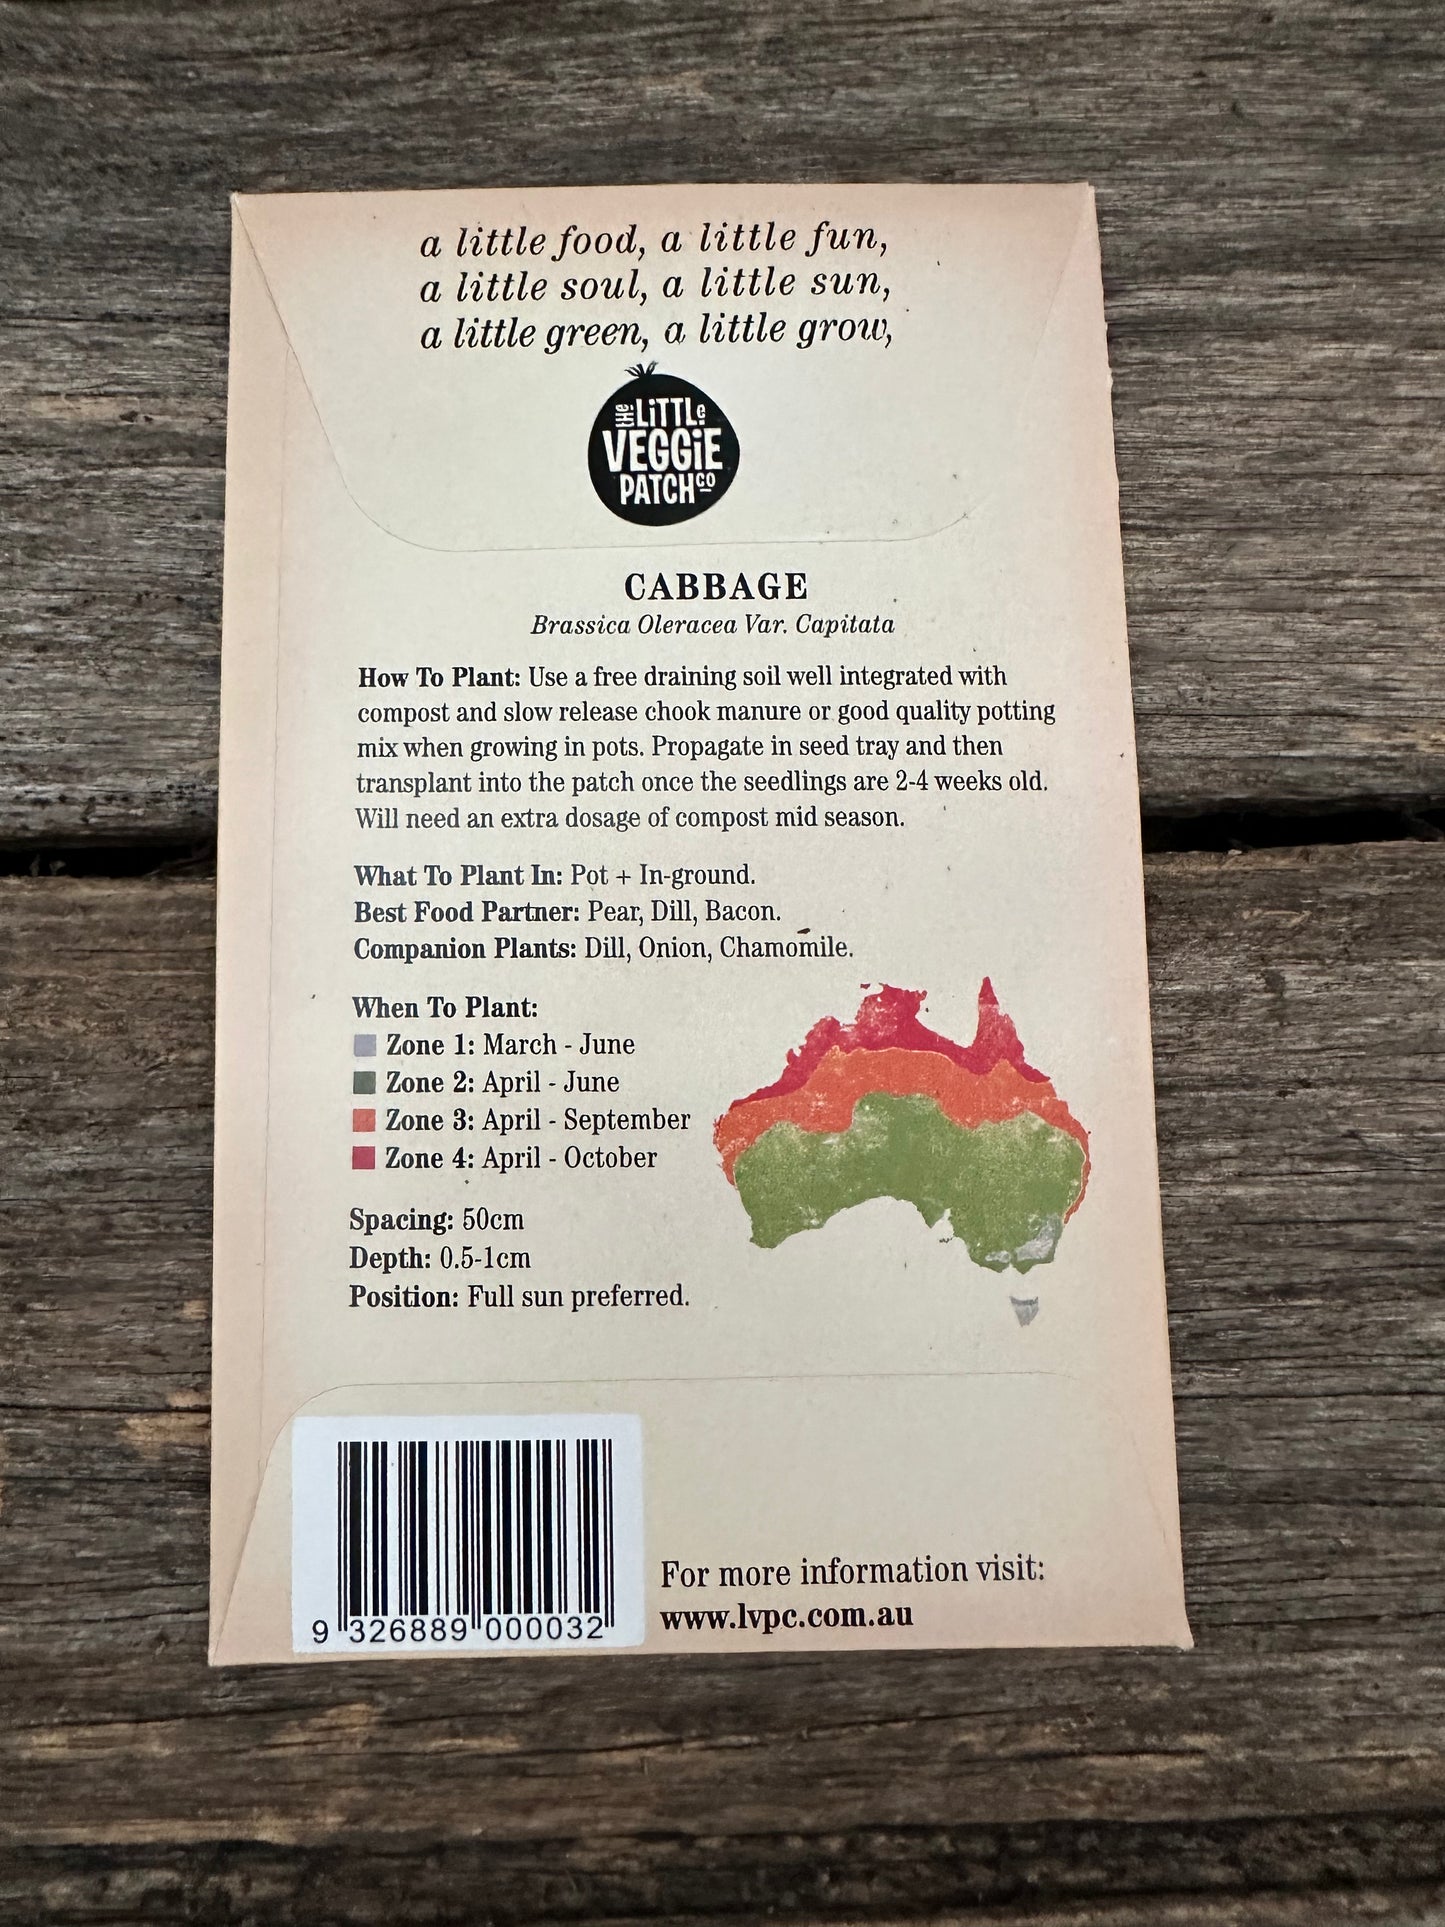 a little food, a little fun,
a little soul, a little sun,
a little green, a little grow,
THE LiTTLe
VEGGiE
PATCH CO
CABBAGE
Brassica Oleracea Var. Capitata
How To Plant: Use a free draining soil well integrated with
compost and slow release chook manure or good quality potting
mix when growing in pots. Propagate in seed tray and then
transplant into the patch once the seedlings are 2-4 weeks old.
Will need an extra dosage of compost mid season.
What To Plant In: Pot + In-ground.
Best Food Partner: Pear, Dill, Bacon.
Companion Plants: Dill, Onion, Chamomile.
When To Plant:
Zone 1: March - June
Zone 2: April - June
Zone 3: April - September
Zone 4: April - October
Spacing: 50cm
Depth: 0.5-1cm
Position: Full sun preferred.
9 326889 000032
For more information visit:
www.lvpc.com.au